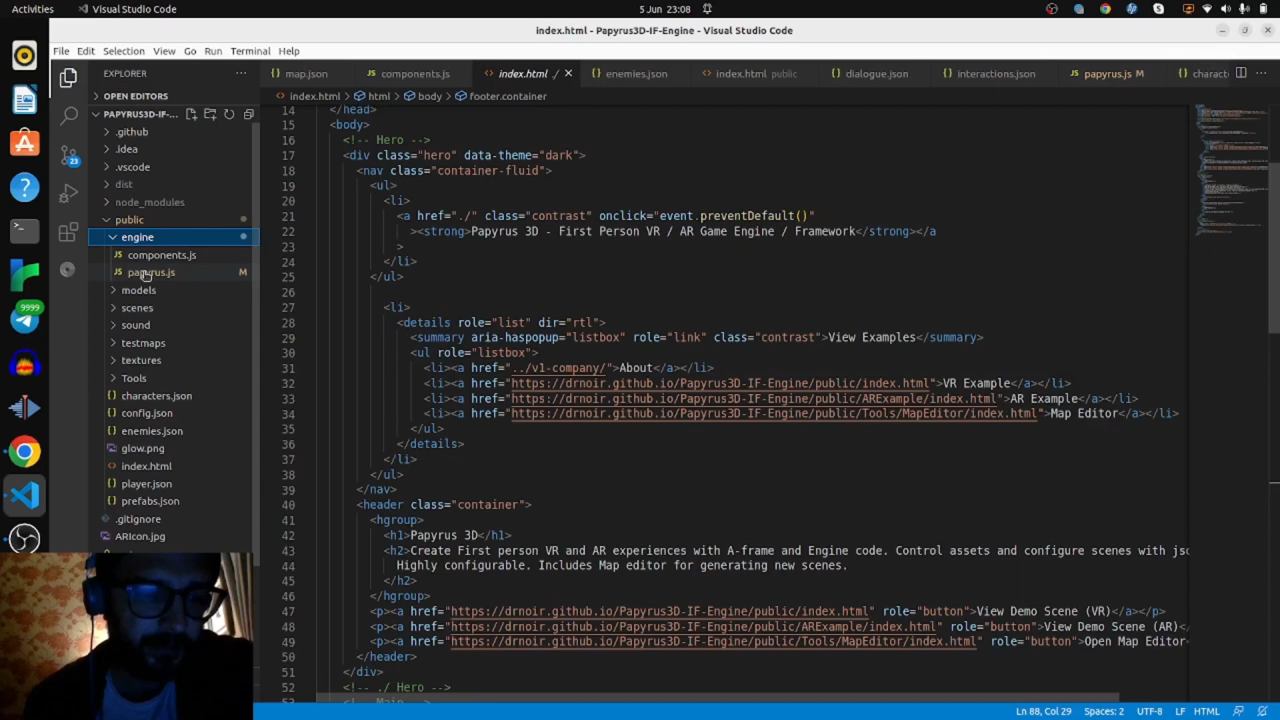 Activities
Visual Studio Code
5 Jun 23:08
index.html - Papyrus3D-IF-Engine - Visual Studio Code
File Edit Selection View Go Run Terminal Help
EXPLORER
map.json
components.js
index.html
enemies.json
index.html public
dialogue.json
interactions.json
papyrus.js M
OPEN EDITORS
index.html > html > body > footer.container
PAPYRUS3D-IF-...
.github
.idea
.vscode
23
dist
node_modules
public
engine
components.js
papyrus.js M
models
scenes
sound
9999
testmaps
textures
Tools
characters.json
config.json
enemies.json
glow.png
index.html
player.json
prefabs.json
.gitignore
ARIcon.jpg
14 </head>
15 <body>
16 <!-- Hero -->
17 <div class="hero" data-theme="dark">
18 <nav class="container-fluid">
19 <ul>
20 <li>
21 <a href="./" class="contrast" onclick="event.preventDefault()"
22 ><strong>Papyrus 3D - First Person VR / AR Game Engine / Framework</strong></a
23 >
24 </li>
25 </ul>
26
27 <li>
28 <details role="list" dir="rtl">
29 <summary aria-haspopup="listbox" role="link" class="contrast">View Examples</summary>
30 <ul role="listbox">
31 <li><a href="../v1-company/">About</a></li>
32 <li><a href="https://drnoir.github.io/Papyrus3D-IF-Engine/public/index.html">VR Example</a></li>
33 <li><a href="https://drnoir.github.io/Papyrus3D-IF-Engine/public/ARExample/index.html">AR Example</a></li>
34 <li><a href="https://drnoir.github.io/Papyrus3D-IF-Engine/public/Tools/MapEditor/index.html">Map Editor</a></li>
35 </ul>
36 </details>
37 </li>
38 </ul>
39 </nav>
40 <header class="container">
41 <hgroup>
42 <h1>Papyrus 3D</h1>
43 <h2>Create First person VR and AR experiences with A-frame and Engine code. Control assets and configure scenes with jsc
44 Highly configurable. Includes Map editor for generating new scenes.
45 </h2>
46 </hgroup>
47 <p><a href="https://drnoir.github.io/Papyrus3D-IF-Engine/public/index.html" role="button">View Demo Scene (VR)</a></p>
48 <p><a href="https://drnoir.github.io/Papyrus3D-IF-Engine/public/ARExample/index.html" role="button">View Demo Scene (AR)</
49 <p><a href="https://drnoir.github.io/Papyrus3D-IF-Engine/public/Tools/MapEditor/index.html" role="button">Open Map Editor
50 </header>
51 </div>
52 <!-- ./ Hero -->
Ln 88, Col 29 Spaces: 2 UTF-8 LF HTML